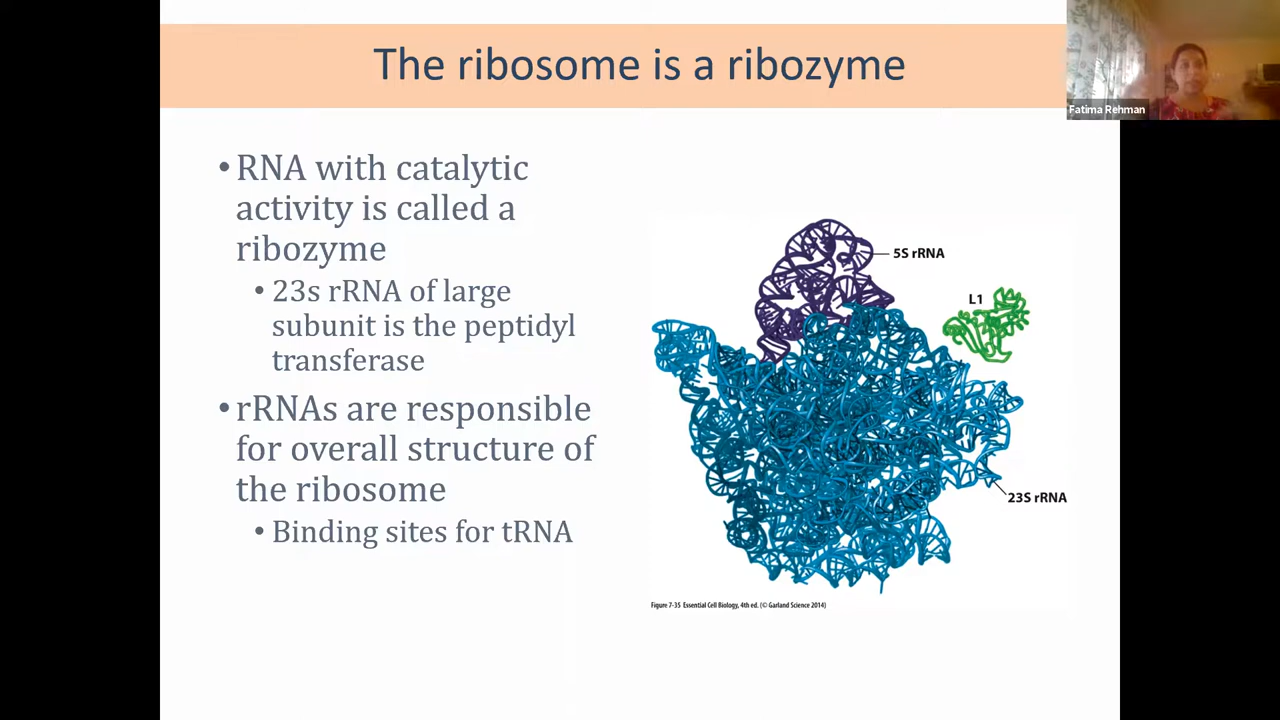 The ribosome is a ribozyme
Fatima Rehman
• RNA with catalytic
activity is called a
ribozyme
• 23s rRNA of large
subunit is the peptidyl
transferase
• rRNAs are responsible
for overall structure of
the ribosome
• Binding sites for tRNA
5S rRNA
L1
23S rRNA
Figure 7-35 Essential Cell Biology, 4th ed. (© Garland Science 2014)